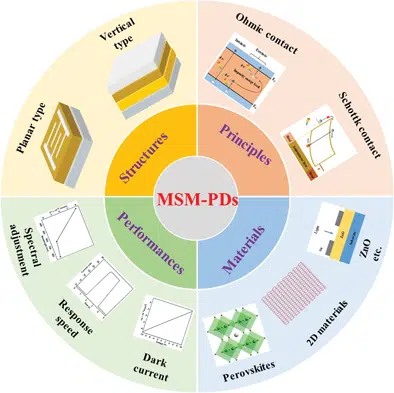 Vertical
type
Planar type
Structures
Ohmic contact
Schottk contact
Principles
MSM-PDs
Performances
Spectral
adjustment
Response
speed
Dark
current
Materials
ZnO
etc.
2D materials
Perovskites